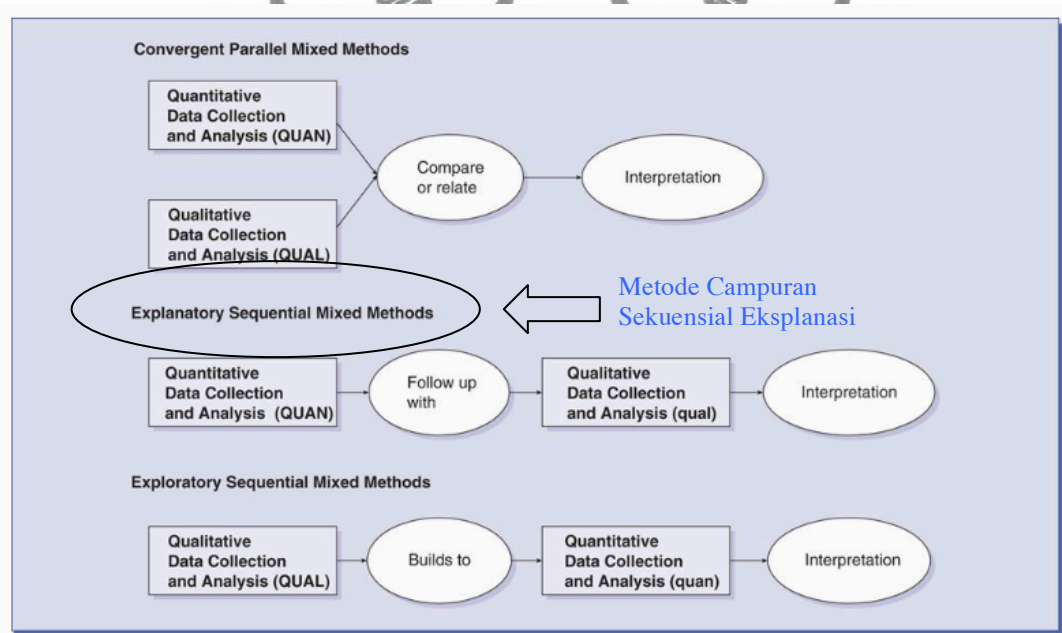 Convergent Parallel Mixed Methods
Quantitative
Data Collection
and Analysis (QUAN)
Qualitative
Data Collection
and Analysis (QUAL)
Compare
or relate
Interpretation
Explanatory Sequential Mixed Methods
Metode Campuran
Sekuensial Eksplanasi
Quantitative
Data Collection
and Analysis (QUAN)
Follow up
with
Qualitative
Data Collection
and Analysis (qual)
Interpretation
Exploratory Sequential Mixed Methods
Qualitative
Data Collection
and Analysis (QUAL)
Builds to
Quantitative
Data Collection
and Analysis (quan)
Interpretation